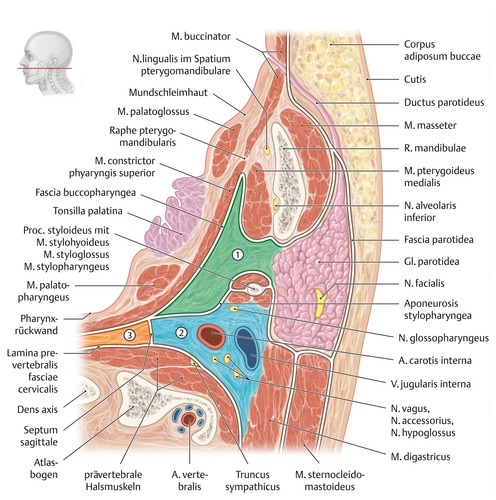 M. buccinator
N.lingualis im Spatium
pterygomandibulare
Mundschleimhaut
M. palatoglossus
Raphe pterygo-
mandibularis
M. constrictor
phyaryngis superior
Fascia buccopharyngea
Tonsilla palatina
Proc. styloideus mit
M. stylohyoideus
M. styloglossus
M. stylopharyngeus
M. palato-
pharyngeus
Pharynx-
rückwand
Lamina pre-
vertebralis
fasciae
cervicalis
Dens axis
Septum
sagittale
Atlas-
bogen
prävertebrale
Halsmuskeln
A. verte-
bralis
Truncus
sympathicus
M. sternocleido-
mastoideus
Corpus
adiposum buccae
Cutis
Ductus parotideus
M. masseter
R. mandibulae
M. pterygoideus
medialis
N. alveolaris
inferior
Fascia parotidea
Gl. parotidea
N. facialis
Aponeurosis
stylopharyngea
N. glossopharyngeus
A. carotis interna
V. jugularis interna
N. vagus,
N. accessorius,
N. hypoglossus
M. digastricus
1
2
3